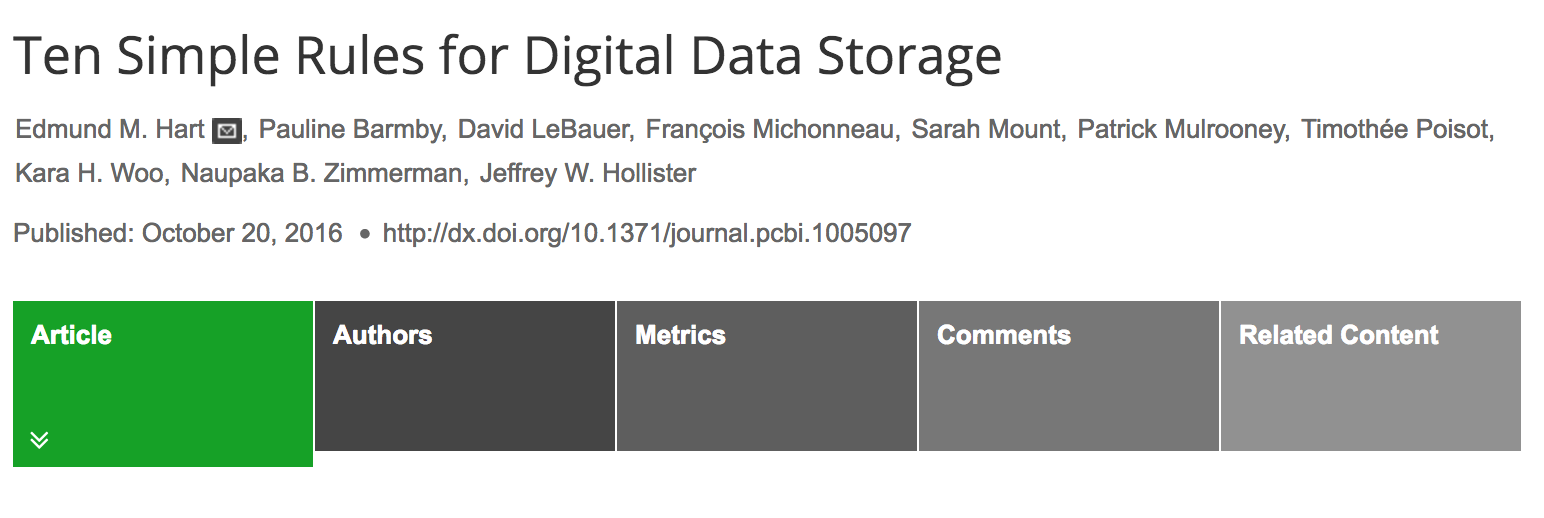 Ten Simple Rules for Digital Data Storage
Edmund M. Hart , Pauline Barmby, David LeBauer, François Michonneau, Sarah Mount, Patrick Mulrooney, Timothée Poisot,
Kara H. Woo, Naupaka B. Zimmerman, Jeffrey W. Hollister
Published: October 20, 2016 • http://dx.doi.org/10.1371/journal.pcbi.1005097
Article Authors Metrics Comments Related Content